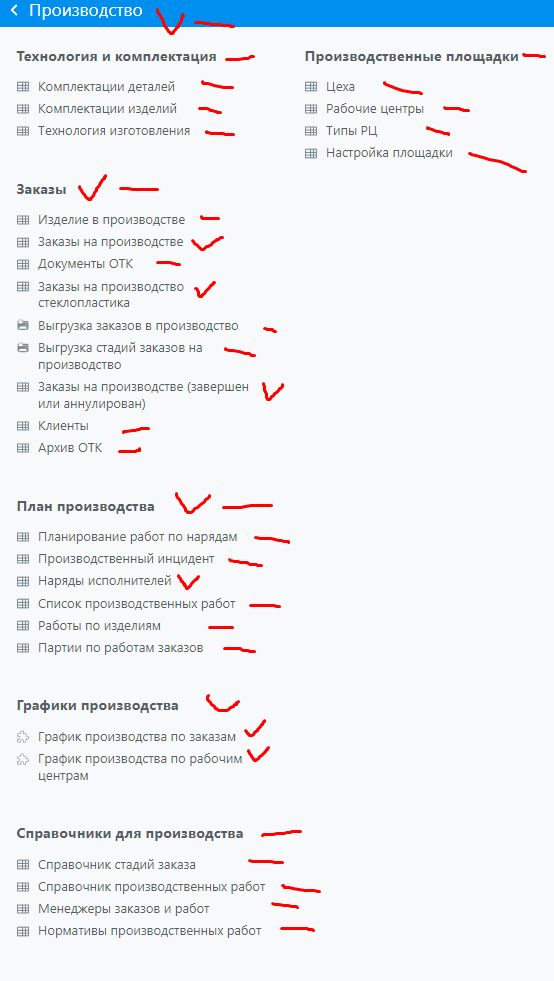 Производство
Технология и комплектация
Комплектации деталей
Комплектации изделий
Технология изготовления
Производственные площадки
Цеха
Рабочие центры
Типы РЦ
Настройка площадки
Заказы
Изделие в производстве
Заказы на производстве
Документы ОТК
Заказы на производство
стеклопластика
Выгрузка заказов в производство
Выгрузка стадий заказов на
производство
Заказы на производстве (завершен
или аннулирован)
Клиенты
Архив ОТК
План производства
Планирование работ по нарядам
Производственный инцидент
Наряды исполнителей
Список производственных работ
Работы по изделиям
Партии по работам заказов
Графики производства
График производства по заказам
График производства по рабочим
центрам
Справочники для производства
Справочник стадий заказа
Справочник производственных работ
Менеджеры заказов и работ
Нормативы производственных работ